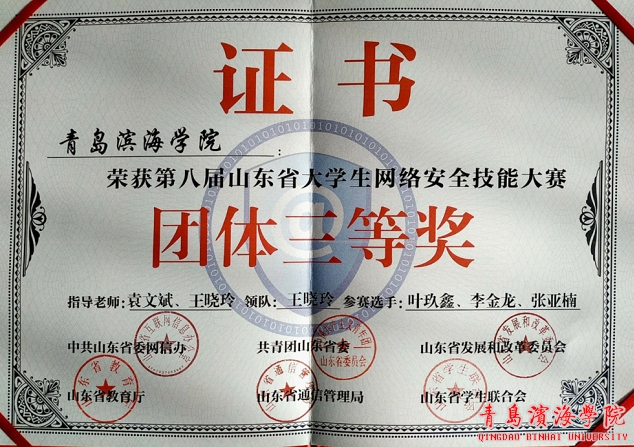 证书
青岛滨海学院：
荣获第八届山东省大学生网络安全技能大赛
团体三等奖
指导老师：袁文斌、王晓玲 领队：王晓玲 参赛选手：叶玖鑫、李金龙、张亚楠
中共山东省委网信办 共青团山东省委 山东省发展和改革委员会
山东省教育厅 山东省通信管理局 山东省学生联合会
青岛滨海学院
QINGDAO BINHAI UNIVERSITY